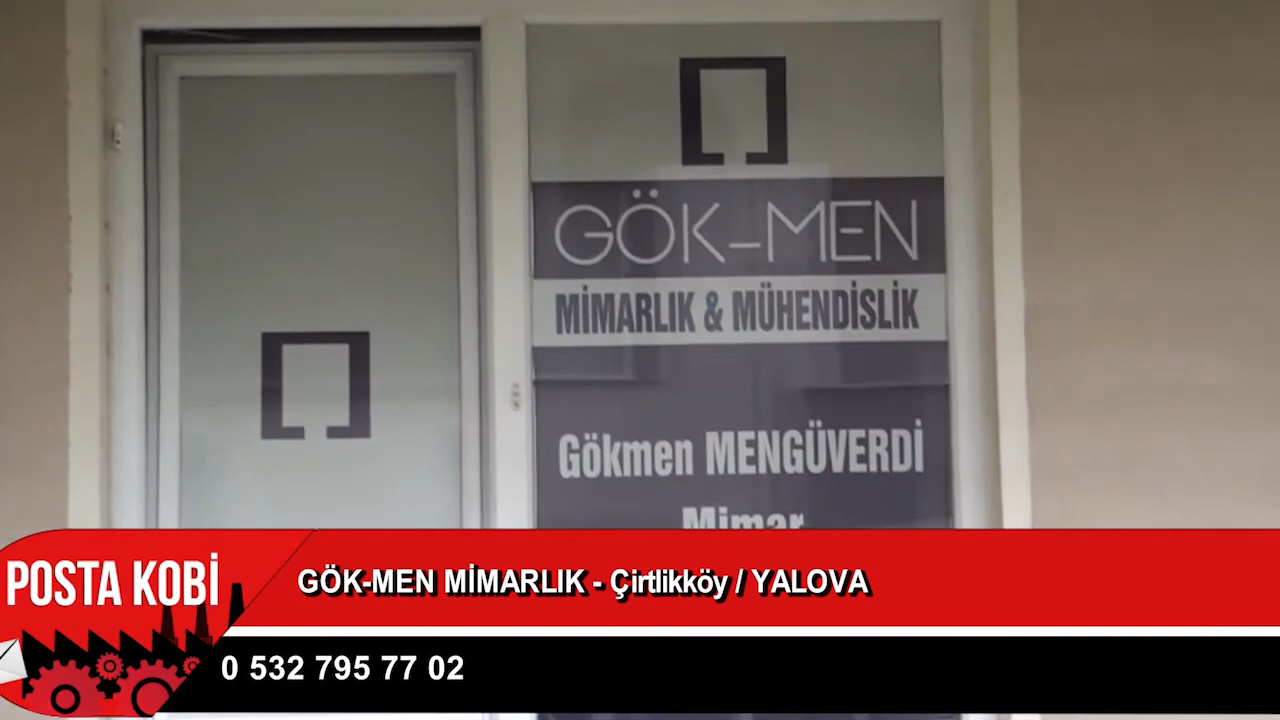 GÖK-MEN
MİMARLIK & MÜHENDİSLİK
Gökmen MENGÜVERDİ
Mimar
POSTA KOBİ
GÖK-MEN MİMARLIK - Çirtlikköy / YALOVA
0 532 795 77 02